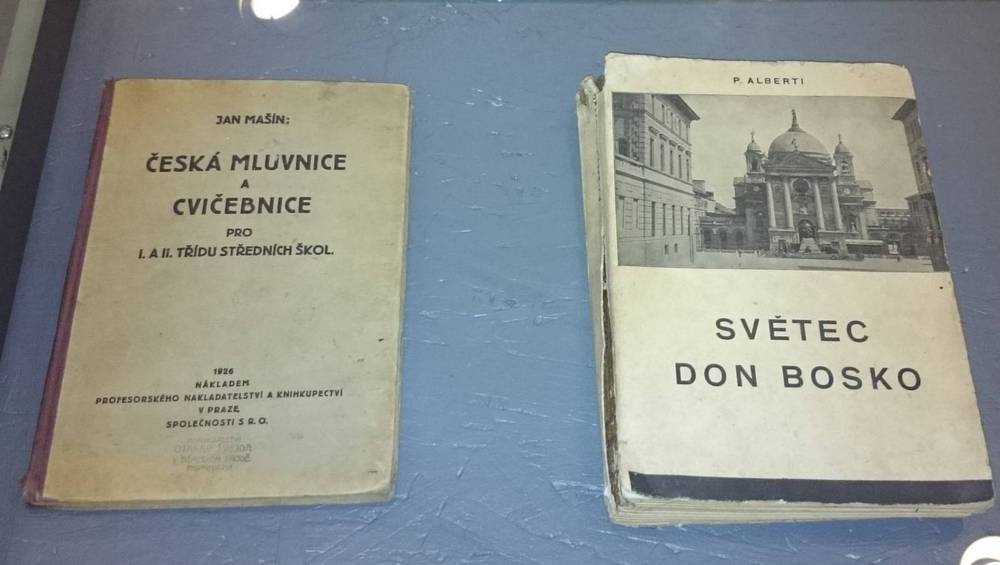 JAN MAŠÍN:
ČESKÁ MLUVNICE
A
CVIČEBNICE
PRO
I. A II. TŘÍDU STŘEDNÍCH ŠKOL.
1926
NÁKLADEM
PROFESORSKÉHO NAKLADATELSTVÍ A KNIHKUPECTVÍ
V PRAZE,
SPOLEČNOSTI S R. O.
P. ALBERTI
SVĚTEC
DON BOSKO